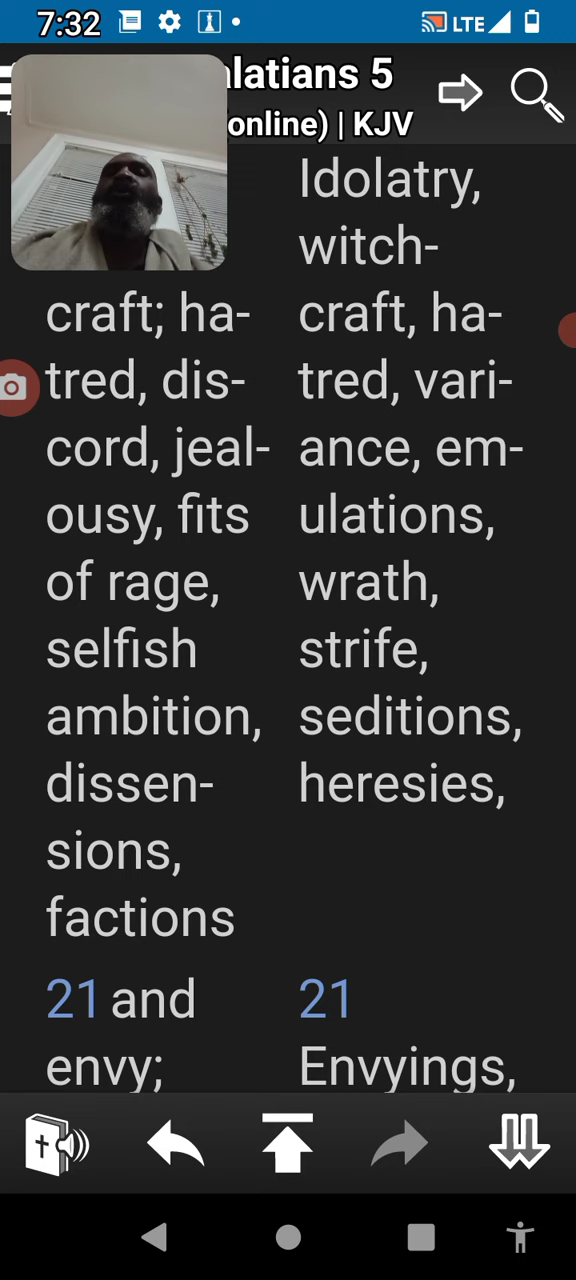 7:32
LTE
alatians 5
(online) | KJV
craft; ha-
tred, dis-
cord, jeal-
ousy, fits
of rage,
selfish
ambition,
dissen-
sions,
factions
21 and
envy;
Idolatry,
witch-
craft, ha-
tred, vari-
ance, em-
ulations,
wrath,
strife,
seditions,
heresies,
21
Envyings,